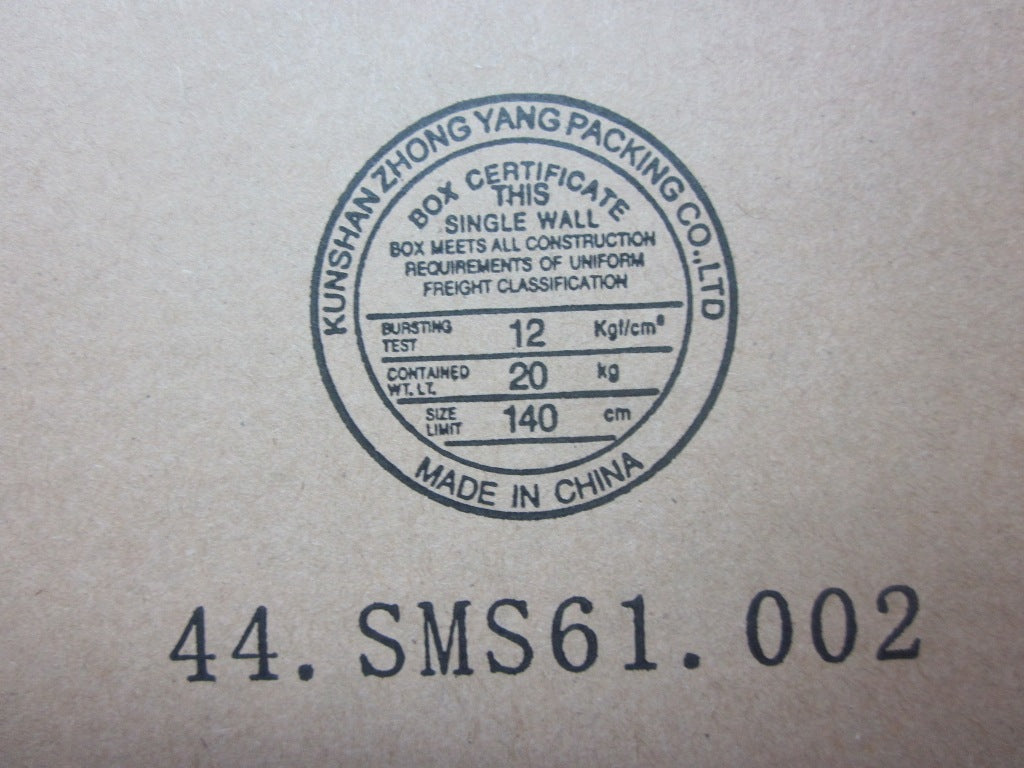 KUNSHAN ZHONG YANG PACKING CO.,LTD
BOX CERTIFICATE
THIS
SINGLE WALL
BOX MEETS ALL CONSTRUCTION
REQUIREMENTS OF UNIFORM
FREIGHT CLASSIFICATION
BURSTING TEST 12 Kgf/cm²
CONTAINED WT. LT. 20 kg
SIZE LIMIT 140 cm
MADE IN CHINA
44.SMS61.002